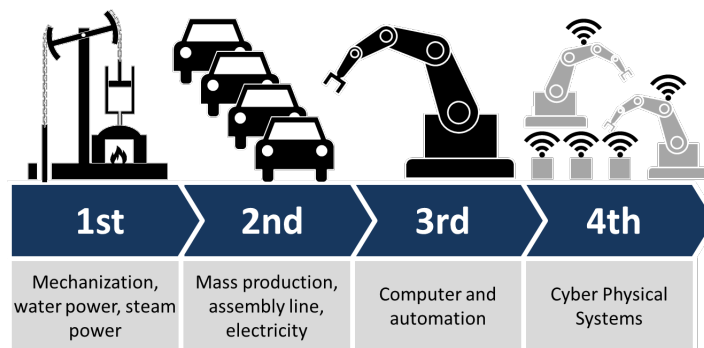 1st
2nd
3rd
4th
Mechanization,
water power, steam
power
Mass production,
assembly line,
electricity
Computer and
automation
Cyber Physical
Systems